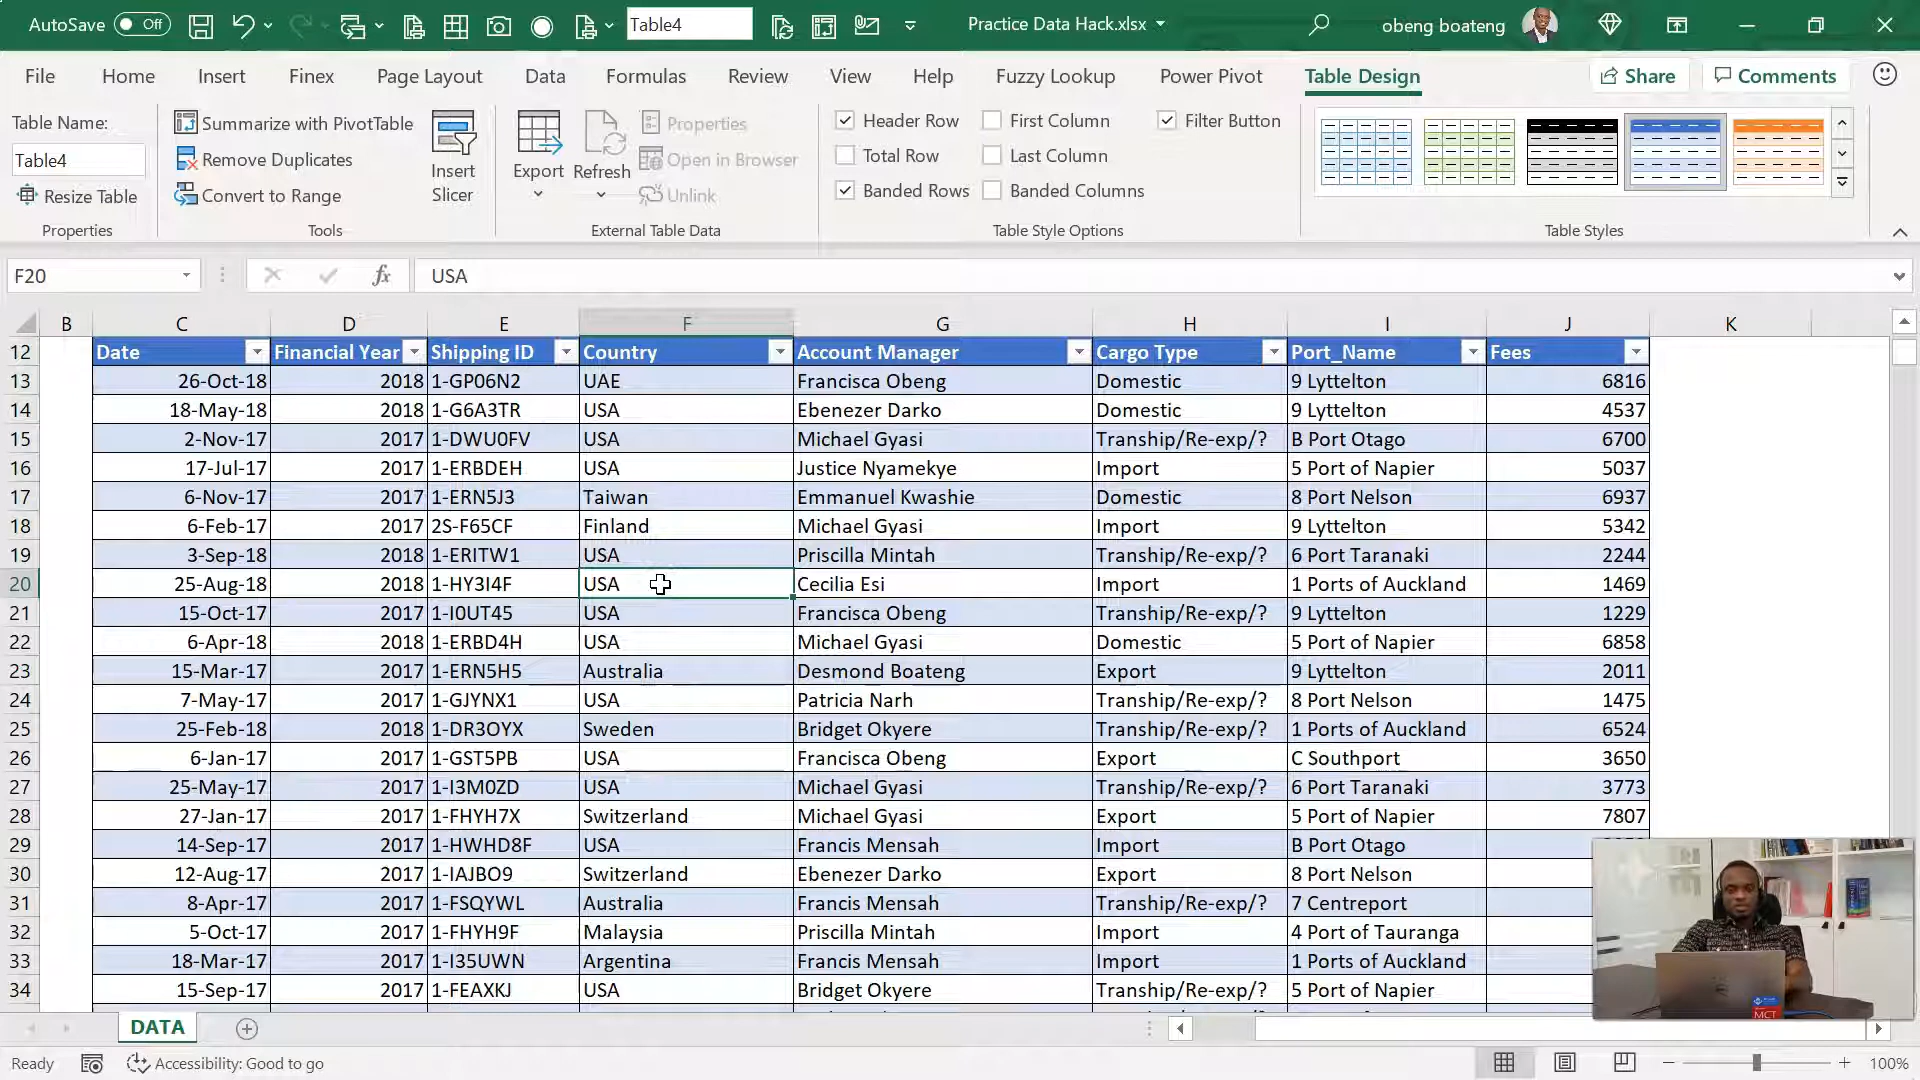 AutoSave Off Table4 Practice Data Hack.xlsx obeng boateng
File Home Insert Finex Page Layout Data Formulas Review View Help Fuzzy Lookup Power Pivot Table Design Share Comments
Table Name:
Table4
Resize Table
Properties
Summarize with PivotTable
Remove Duplicates
Convert to Range
Tools
Insert
Slicer
Export Refresh
Properties
Open in Browser
Unlink
External Table Data
Header Row First Column Filter Button
Total Row Last Column
Banded Rows Banded Columns
Table Style Options
Table Styles
F20 fx USA
B C D E F G H I J K
12 Date Financial Year Shipping ID Country Account Manager Cargo Type Port_Name Fees
13 26-Oct-18 2018 1-GP06N2 UAE Francisca Obeng Domestic 9 Lyttelton 6816
14 18-May-18 2018 1-G6A3TR USA Ebenezer Darko Domestic 9 Lyttelton 4537
15 2-Nov-17 2017 1-DWU0FV USA Michael Gyasi Tranship/Re-exp/? B Port Otago 6700
16 17-Jul-17 2017 1-ERBDEH USA Justice Nyamekye Import 5 Port of Napier 5037
17 6-Nov-17 2017 1-ERN5J3 Taiwan Emmanuel Kwashie Domestic 8 Port Nelson 6937
18 6-Feb-17 2017 2S-F65CF Finland Michael Gyasi Import 9 Lyttelton 5342
19 3-Sep-18 2018 1-ERITW1 USA Priscilla Mintah Tranship/Re-exp/? 6 Port Taranaki 2244
20 25-Aug-18 2018 1-HY3I4F USA Cecilia Esi Import 1 Ports of Auckland 1469
21 15-Oct-17 2017 1-I0UT45 USA Francisca Obeng Tranship/Re-exp/? 9 Lyttelton 1229
22 6-Apr-18 2018 1-ERBD4H USA Michael Gyasi Domestic 5 Port of Napier 6858
23 15-Mar-17 2017 1-ERN5H5 Australia Desmond Boateng Export 9 Lyttelton 2011
24 7-May-17 2017 1-GJYNX1 USA Patricia Narh Tranship/Re-exp/? 8 Port Nelson 1475
25 25-Feb-18 2018 1-DR3OYX Sweden Bridget Okyere Tranship/Re-exp/? 1 Ports of Auckland 6524
26 6-Jan-17 2017 1-GST5PB USA Francisca Obeng Export C Southport 3650
27 25-May-17 2017 1-I3M0ZD USA Michael Gyasi Tranship/Re-exp/? 6 Port Taranaki 3773
28 27-Jan-17 2017 1-FHYH7X Switzerland Michael Gyasi Export 5 Port of Napier 7807
29 14-Sep-17 2017 1-HWHD8F USA Francis Mensah Import B Port Otago
30 12-Aug-17 2017 1-IAJBO9 Switzerland Ebenezer Darko Export 8 Port Nelson
31 8-Apr-17 2017 1-FSQYWL Australia Francis Mensah Tranship/Re-exp/? 7 Centreport
32 5-Oct-17 2017 1-FHYH9F Malaysia Priscilla Mintah Import 4 Port of Tauranga
33 18-Mar-17 2017 1-I35UWN Argentina Francis Mensah Import 1 Ports of Auckland
34 15-Sep-17 2017 1-FEAXKJ USA Bridget Okyere Tranship/Re-exp/? 5 Port of Napier
MCT
DATA
Ready Accessibility: Good to go 100%